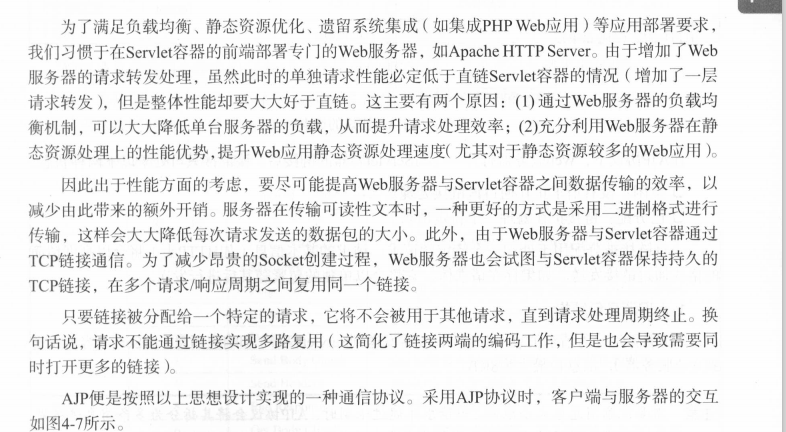 为了满足负载均衡、静态资源优化、遗留系统集成（如集成PHP Web应用）等应用部署要求，
我们习惯于在Servlet容器的前端部署专门的Web服务器，如Apache HTTP Server。由于增加了Web
服务器的请求转发处理，虽然此时的单独请求性能必定低于直链Servlet容器的情况（增加了一层
请求转发），但是整体性能却要大大好于直链。这主要有两个原因：(1) 通过Web服务器的负载均
衡机制，可以大大降低单台服务器的负载，从而提升请求处理效率；(2)充分利用Web服务器在静
态资源处理上的性能优势，提升Web应用静态资源处理速度（尤其对于静态资源较多的Web应用）。
因此出于性能方面的考虑，要尽可能提高Web服务器与Servlet容器之间数据传输的效率，以
减少由此带来的额外开销。服务器在传输可读性文本时，一种更好的方式是采用二进制格式进行
传输，这样会大大降低每次请求发送的数据包的大小。此外，由于Web服务器与Servlet容器通过
TCP链接通信。为了减少昂贵的Socket创建过程，Web服务器也会试图与Servlet容器保持持久的
TCP链接，在多个请求/响应周期之间复用同一个链接。
只要链接被分配给一个特定的请求，它将不会被用于其他请求，直到请求处理周期终止。换
句话说，请求不能通过链接实现多路复用（这简化了链接两端的编码工作，但是也会导致需要同
时打开更多的链接）。
AJP便是按照以上思想设计实现的一种通信协议。采用AJP协议时，客户端与服务器的交互
如图4-7所示。